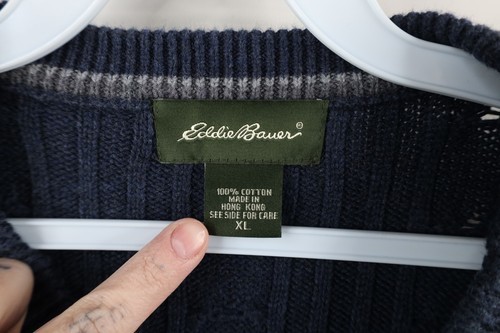 Eddie Bauer®
100% COTTON
MADE IN
HONG KONG
SEE SIDE FOR CARE
XL